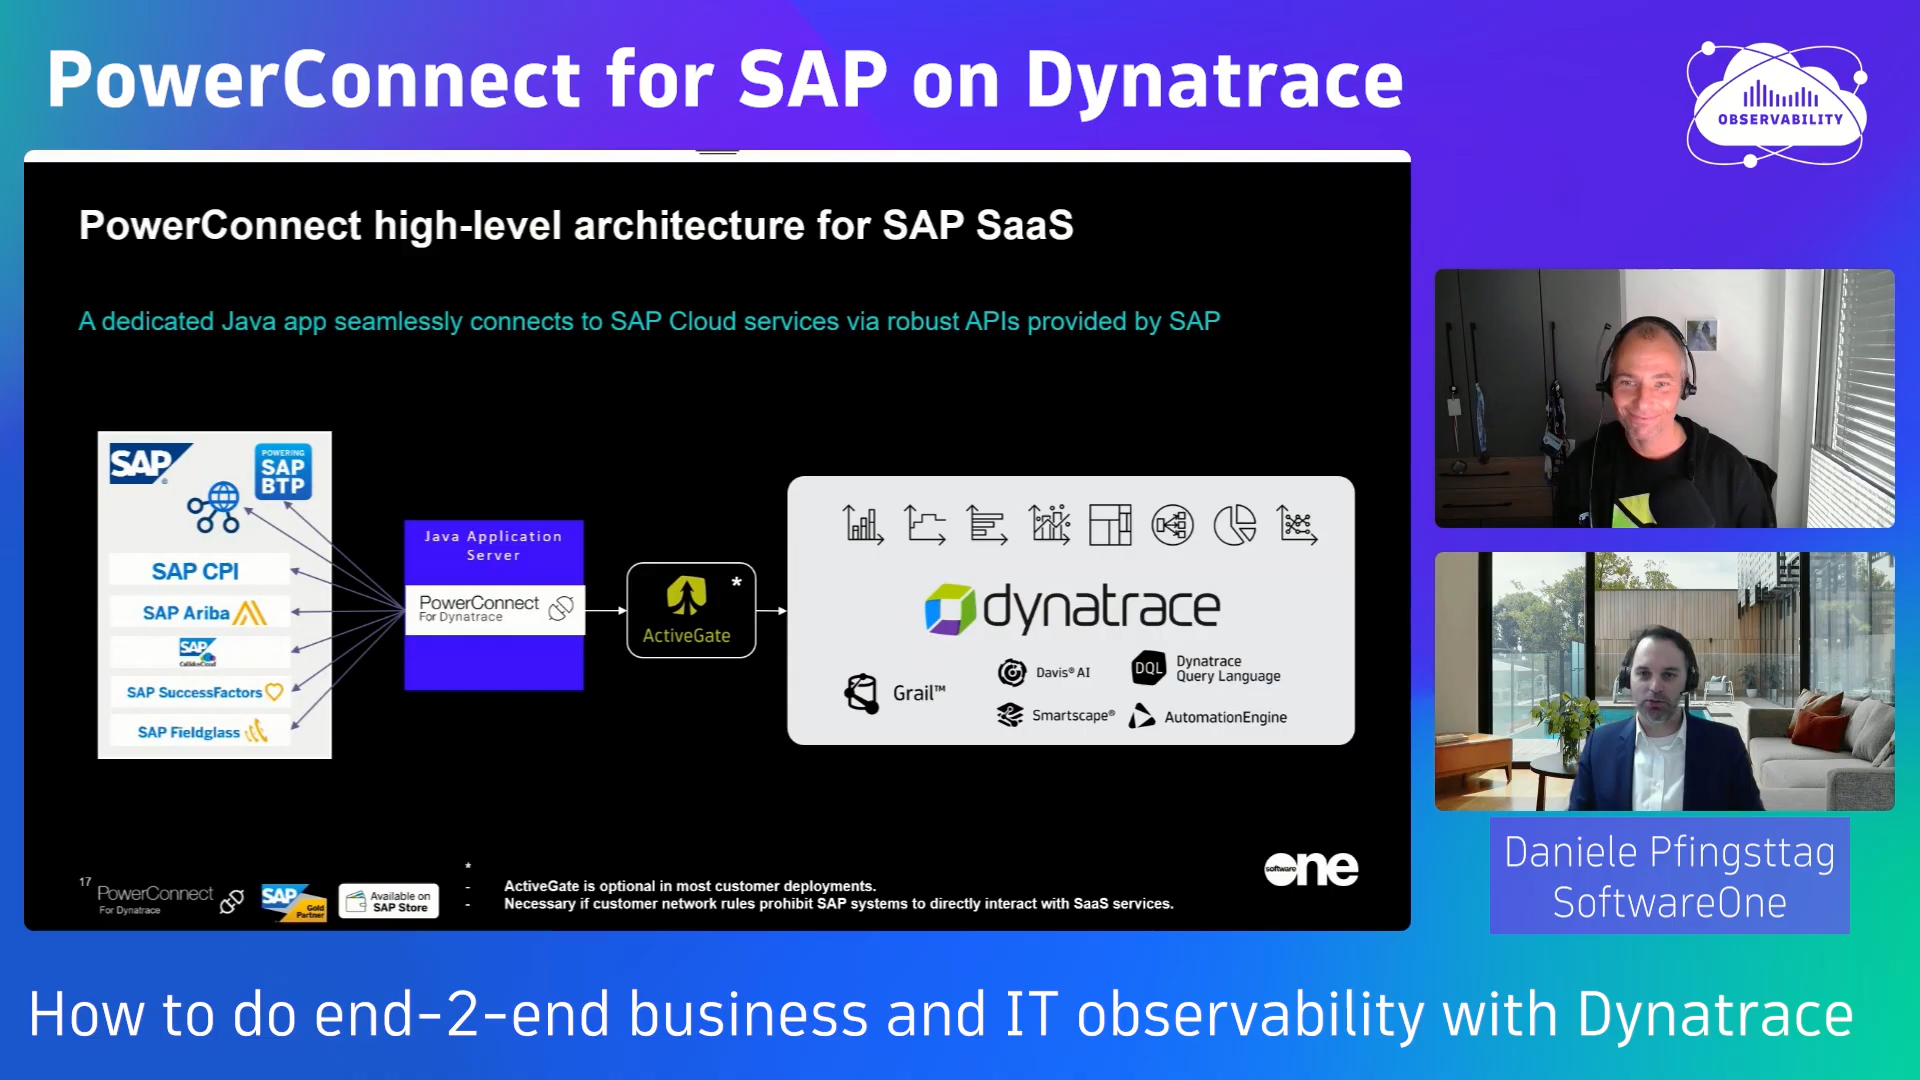 PowerConnect for SAP on Dynatrace
OBSERVABILITY
PowerConnect high-level architecture for SAP SaaS
A dedicated Java app seamlessly connects to SAP Cloud services via robust APIs provided by SAP
SAP
POWERING
SAP
BTP
SAP CPI
SAP Ariba
SAP
CallidusCloud
SAP SuccessFactors
SAP Fieldglass
Java Application
Server
PowerConnect
For Dynatrace
*
ActiveGate
dynatrace
Grail™
Davis® AI
DQL
Dynatrace
Query Language
Smartscape®
AutomationEngine
17
PowerConnect
For Dynatrace
SAP
Gold
Partner
Available on
SAP Store
*
- ActiveGate is optional in most customer deployments.
- Necessary if customer network rules prohibit SAP systems to directly interact with SaaS services.
software one
Daniele Pfingsttag
SoftwareOne
How to do end-2-end business and IT observability with Dynatrace